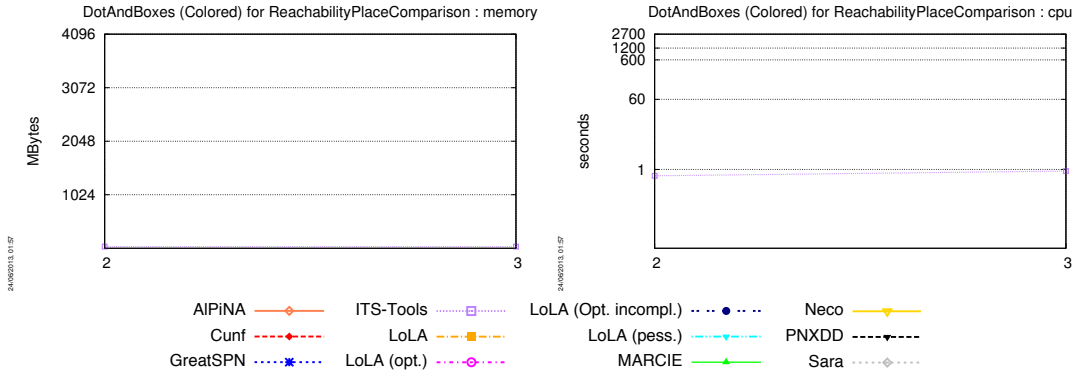 DotAndBoxes (Colored) for ReachabilityPlaceComparison : memory
4096
3072
2048
1024
MBytes
2
3
24/06/2013, 01:57
DotAndBoxes (Colored) for ReachabilityPlaceComparison : cpu
2700
1200
600
60
1
seconds
2
3
24/06/2013, 01:57
AlPiNA
Cunf
GreatSPN
ITS-Tools
LoLA
LoLA (opt.)
LoLA (Opt. incompl.)
LoLA (pess.)
MARCIE
Neco
PNXDD
Sara